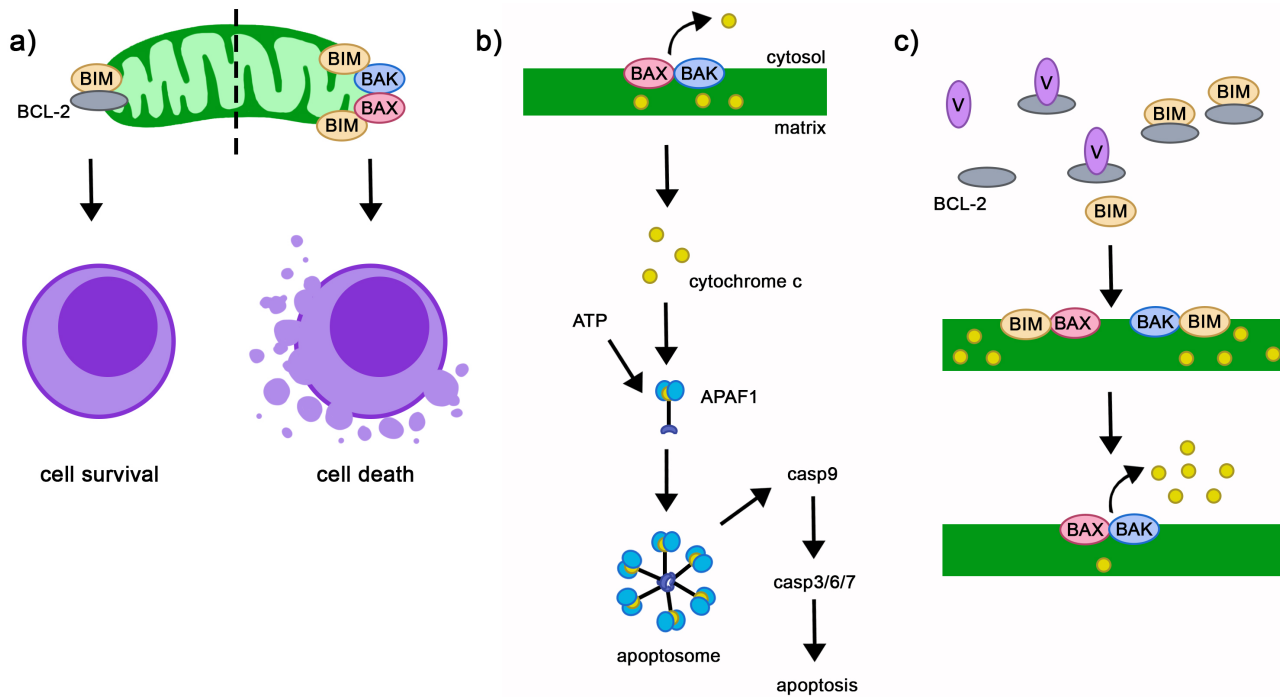 a)
BIM
BCL-2
BIM
BAK
BAX
BIM
cell survival
cell death
b)
cytosol
BAX
BAK
matrix
cytochrome c
ATP
APAF1
casp9
casp3/6/7
apoptosome
apoptosis
c)
V
V
BIM
BIM
V
BCL-2
BIM
BIM
BAX
BAK
BIM
BAX
BAK